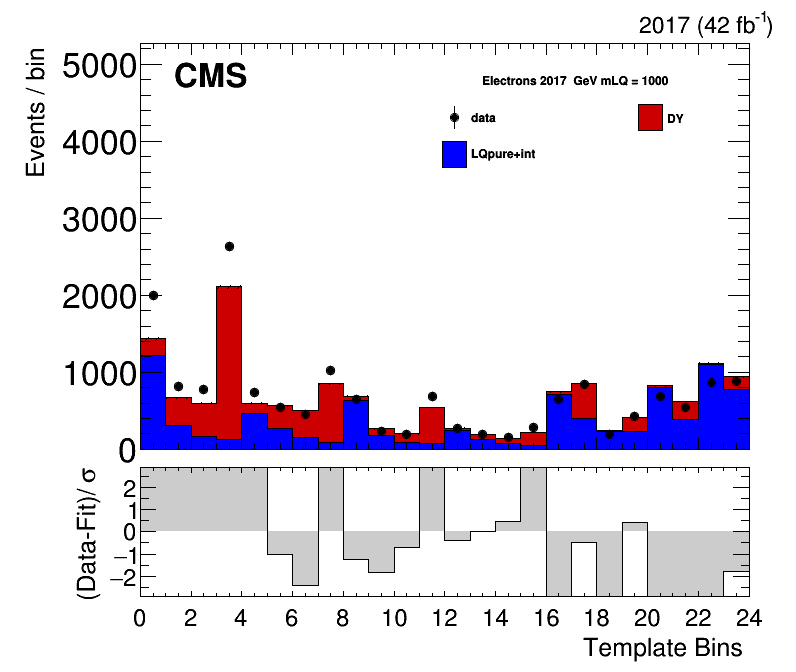 2017 (42 fb-1)
Events / bin
CMS
Electrons 2017 GeV mLQ = 1000
data
DY
LQpure+int
5000
4000
3000
2000
1000
0
(Data-Fit)/ σ
2
1
0
−1
−2
0 2 4 6 8 10 12 14 16 18 20 22 24
Template Bins